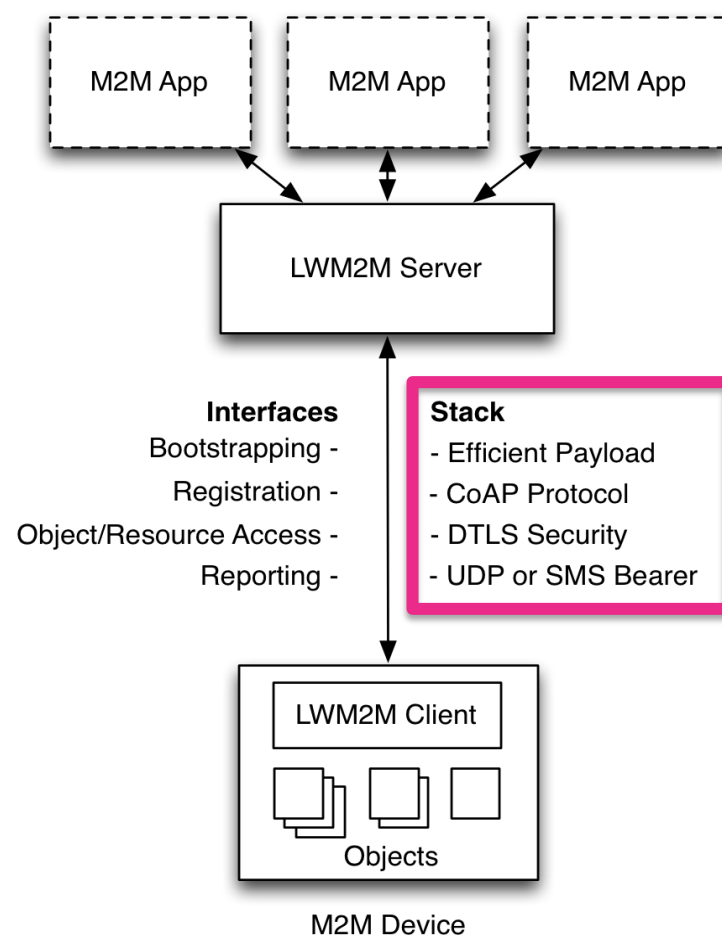 M2M App
M2M App
M2M App
LWM2M Server
Interfaces
Bootstrapping -
Registration -
Object/Resource Access -
Reporting -
Stack
- Efficient Payload
- CoAP Protocol
- DTLS Security
- UDP or SMS Bearer
LWM2M Client
Objects
M2M Device